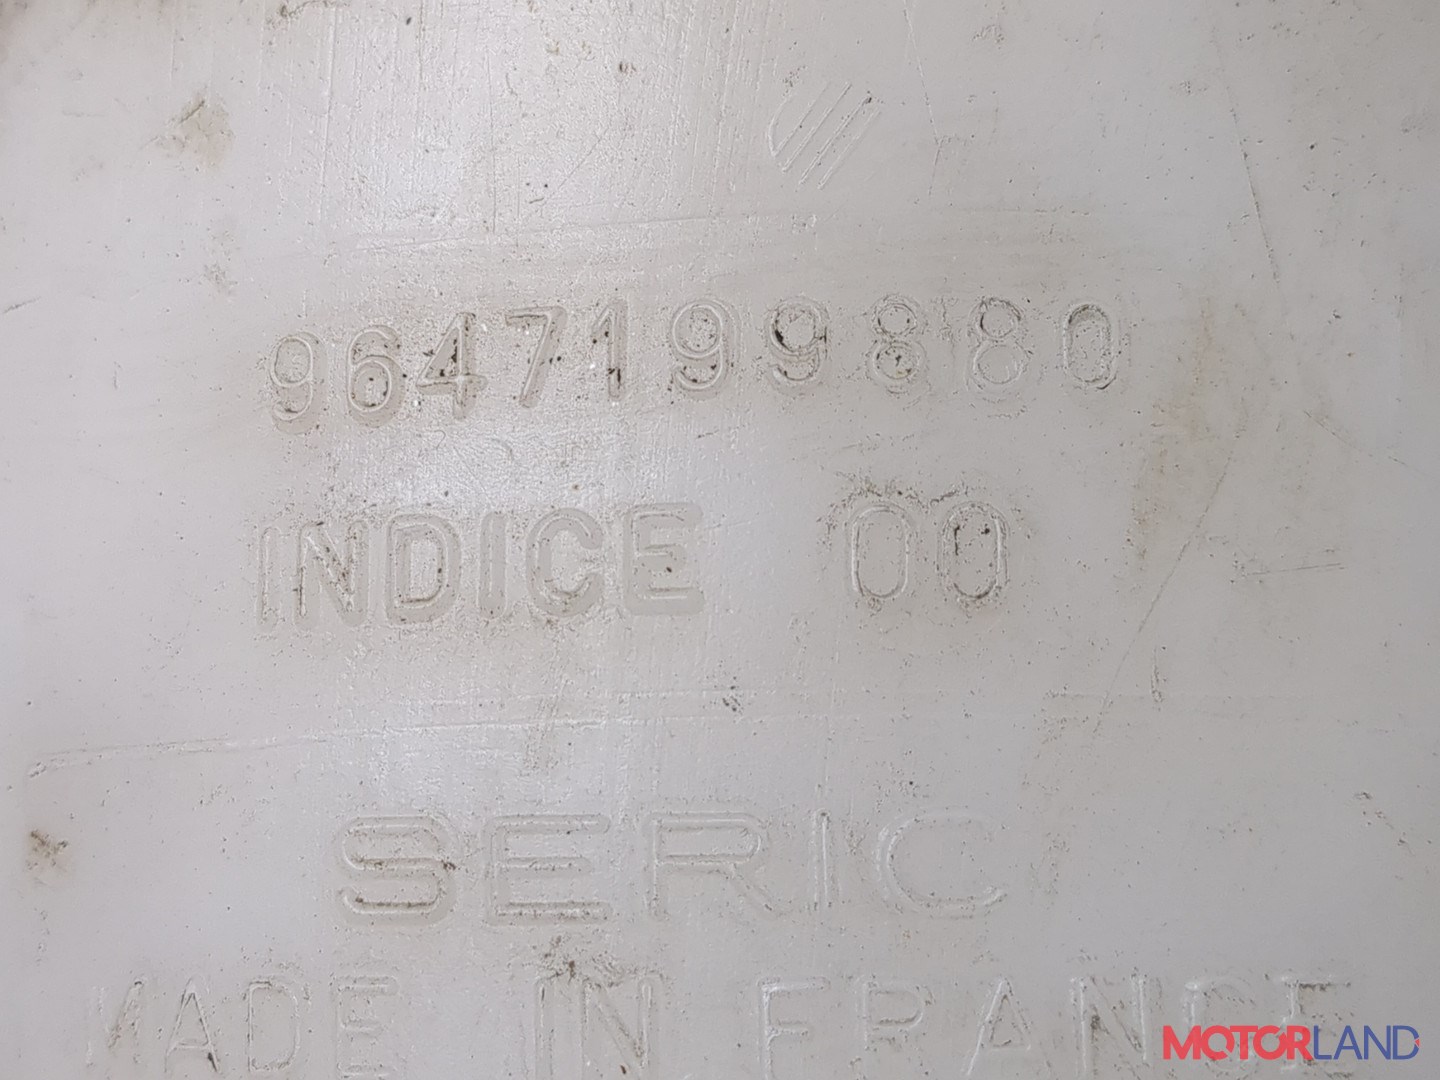 9647199880
INDICE 00
SERIC
MADE IN FRANCE
MOTORLAND